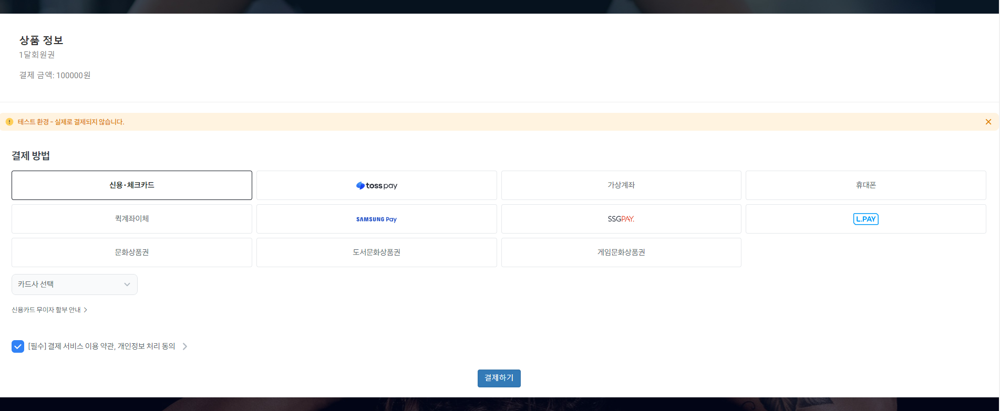 상품 정보
1달회원권
결제 금액: 100000원
테스트 환경 - 실제로 결제되지 않습니다.
결제 방법
신용·체크카드
toss pay
가상계좌
휴대폰
퀵계좌이체
SAMSUNG Pay
SSGPAY.
L.PAY
문화상품권
도서문화상품권
게임문화상품권
카드사 선택
신용카드 무이자 할부 안내
[필수] 결제 서비스 이용 약관, 개인정보 처리 동의
결제하기